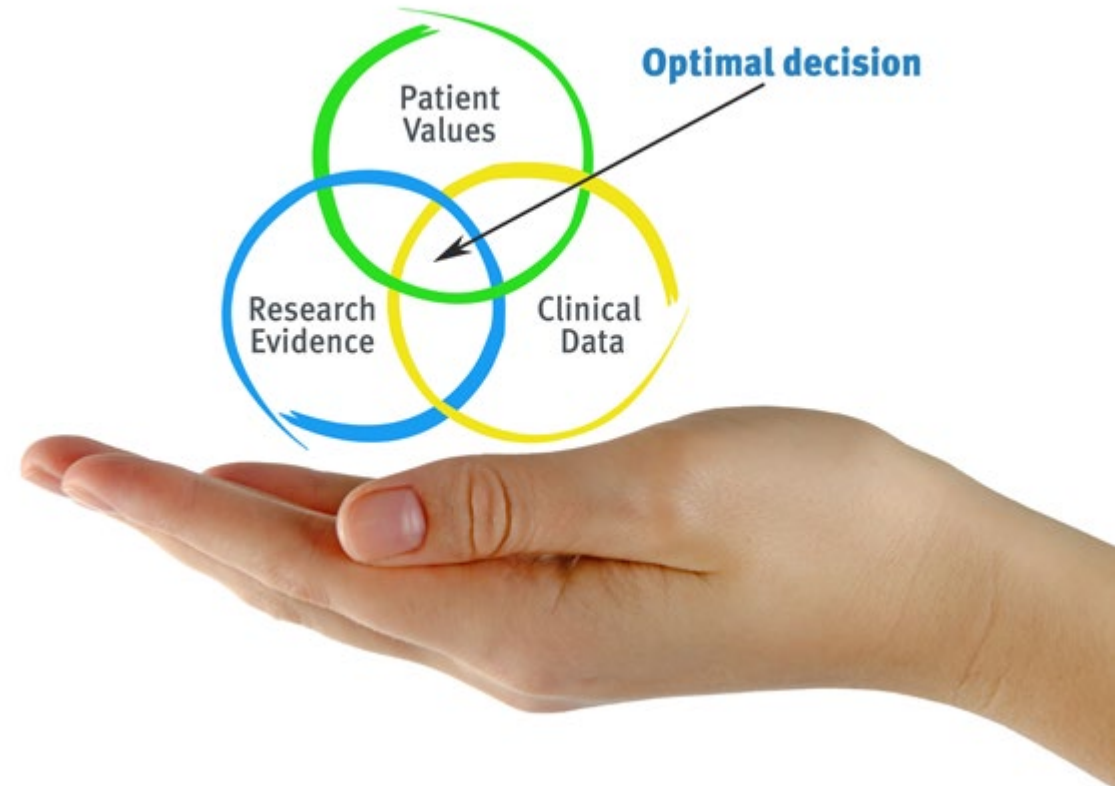 Optimal decision
Patient
Values
Research
Evidence
Clinical
Data